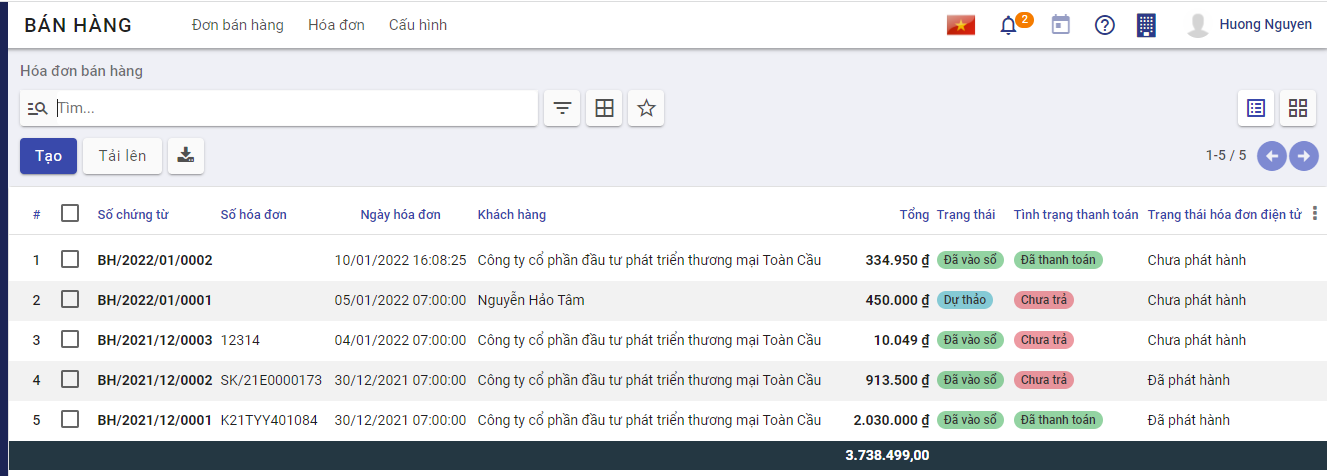 BÁN HÀNG Đơn bán hàng Hóa đơn Cấu hình 2 Huong Nguyen
Hóa đơn bán hàng
Tìm...
Tạo Tải lên 1-5 / 5
# Số chứng từ Số hóa đơn Ngày hóa đơn Khách hàng Tổng Trạng thái Tình trạng thanh toán Trạng thái hóa đơn điện tử
1 BH/2022/01/0002 10/01/2022 16:08:25 Công ty cổ phần đầu tư phát triển thương mại Toàn Cầu 334.950 ₫ Đã vào sổ Đã thanh toán Chưa phát hành
2 BH/2022/01/0001 05/01/2022 07:00:00 Nguyễn Hảo Tâm 450.000 ₫ Dự thảo Chưa trả Chưa phát hành
3 BH/2021/12/0003 12314 04/01/2022 07:00:00 Công ty cổ phần đầu tư phát triển thương mại Toàn Cầu 10.049 ₫ Đã vào sổ Chưa trả Chưa phát hành
4 BH/2021/12/0002 SK/21E0000173 30/12/2021 07:00:00 Công ty cổ phần đầu tư phát triển thương mại Toàn Cầu 913.500 ₫ Đã vào sổ Chưa trả Đã phát hành
5 BH/2021/12/0001 K21TYY401084 30/12/2021 07:00:00 Công ty cổ phần đầu tư phát triển thương mại Toàn Cầu 2.030.000 ₫ Đã vào sổ Đã thanh toán Đã phát hành
3.738.499,00